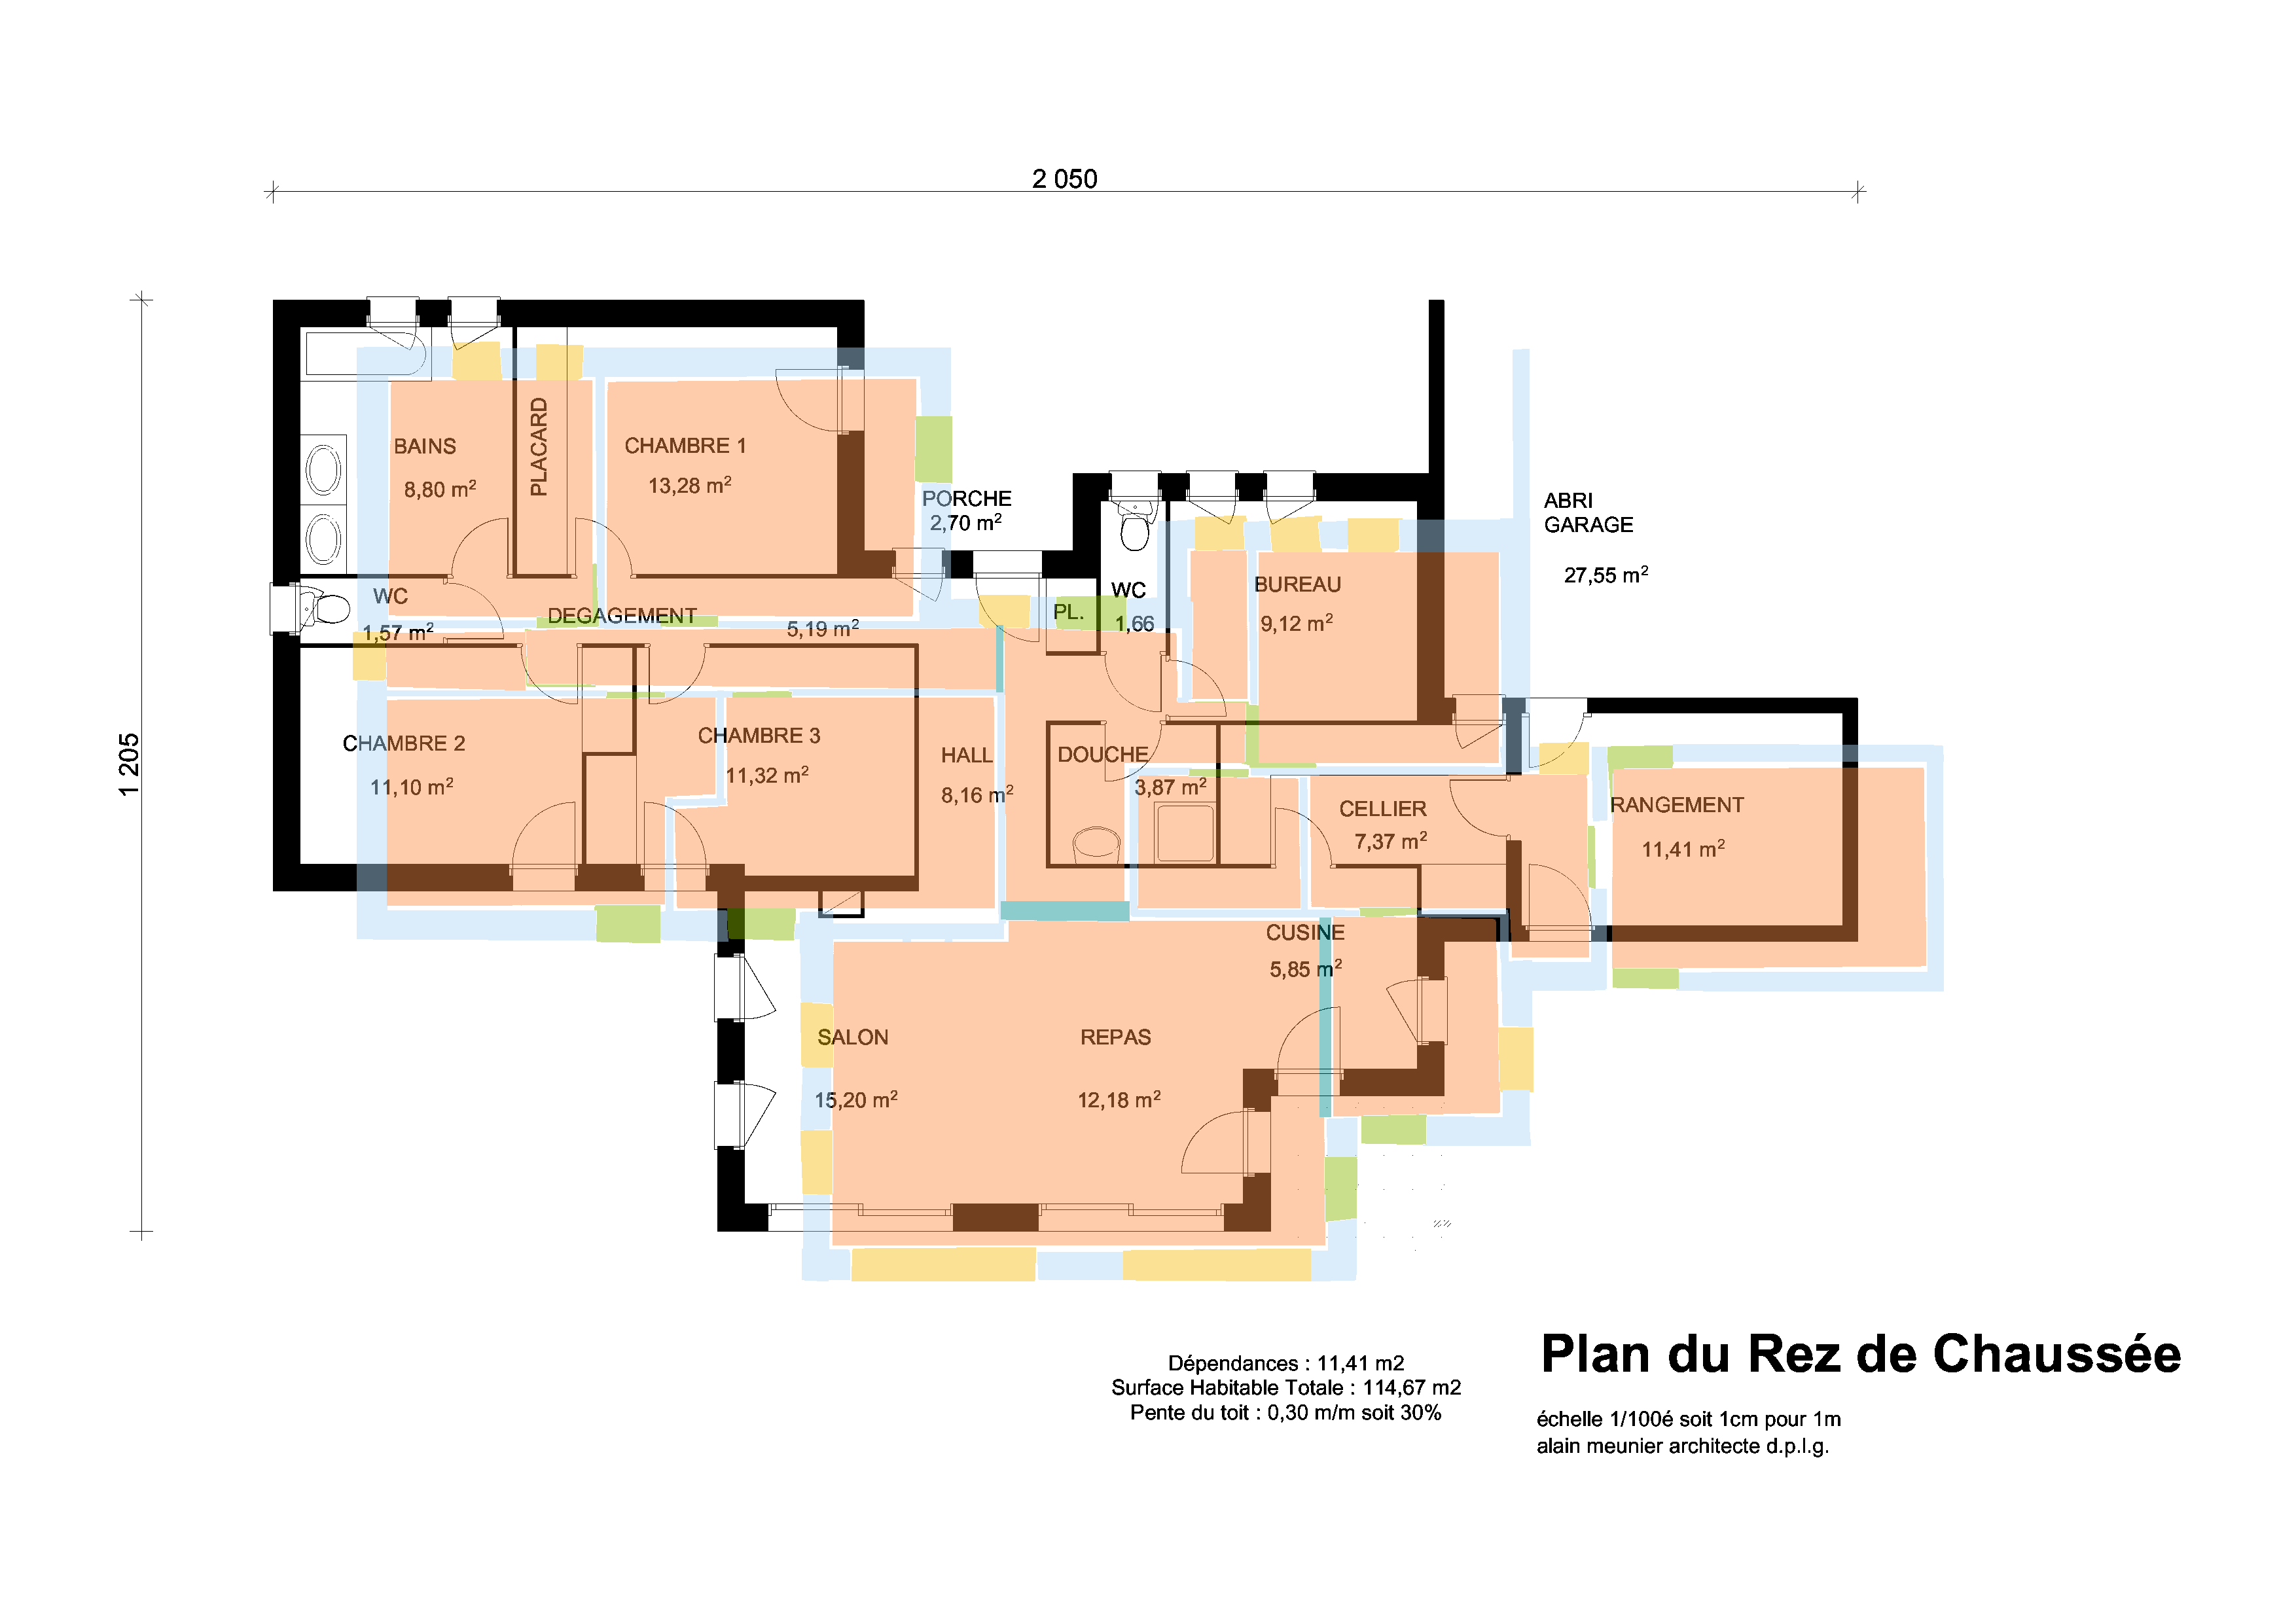 2 050
1 205
BAINS
8,80 m²
PLACARD
CHAMBRE 1
13,28 m²
PORCHE
2,70 m²
ABRI
GARAGE
27,55 m²
WC
1,57 m²
DEGAGEMENT
5,19 m²
PL.
WC
1,66
BUREAU
9,12 m²
CHAMBRE 2
11,10 m²
CHAMBRE 3
11,32 m²
HALL
8,16 m²
DOUCHE
3,87 m²
CELLIER
7,37 m²
RANGEMENT
11,41 m²
CUSINE
5,85 m²
SALON
15,20 m²
REPAS
12,18 m²
Dépendances : 11,41 m2
Surface Habitable Totale : 114,67 m2
Pente du toit : 0,30 m/m soit 30%
Plan du Rez de Chaussée
échelle 1/100é soit 1cm pour 1m
alain meunier architecte d.p.l.g.